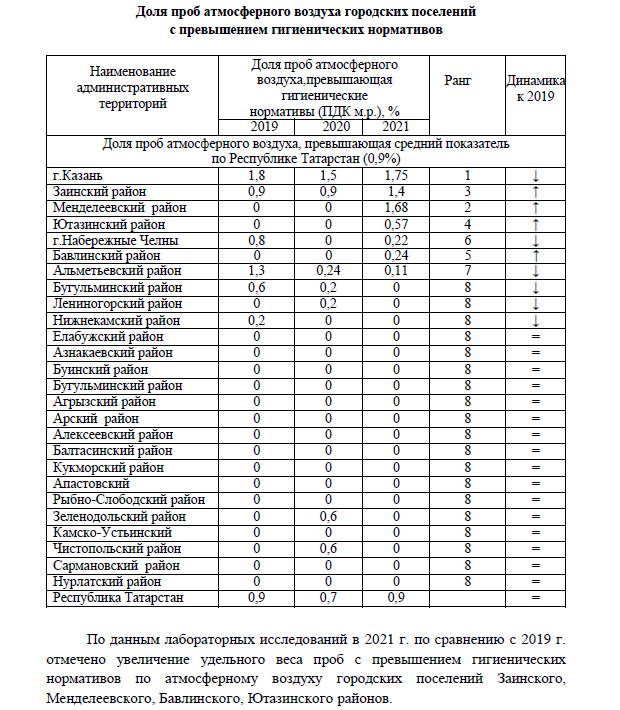 Доля проб атмосферного воздуха городских поселений
с превышением гигиенических нормативов
Наименование административных территорий | Доля проб атмосферного воздуха,превышающая гигиенические нормативы (ПДК м.р.), % | Ранг | Динамика к 2019
2019 2020 2021
Доля проб атмосферного воздуха, превышающая средний показатель
по Республике Татарстан (0,9%)
г.Казань 1,8 1,5 1,75 1 ↓
Заинский район 0,9 0,9 1,4 3 ↑
Менделеевский район 0 0 1,68 2 ↑
Ютазинский район 0 0 0,57 4 ↑
г.Набережные Челны 0,8 0 0,22 6 ↓
Бавлинский район 0 0 0,24 5 ↑
Альметьевский район 1,3 0,24 0,11 7 ↓
Бугульминский район 0,6 0,2 0 8 ↓
Лениногорский район 0 0,2 0 8 ↓
Нижнекамский район 0,2 0 0 8 ↓
Елабужский район 0 0 0 8 =
Азнакаевский район 0 0 0 8 =
Буинский район 0 0 0 8 =
Бугульминский район 0 0 0 8 =
Агрызский район 0 0 0 8 =
Арский район 0 0 0 8 =
Алексеевский район 0 0 0 8 =
Балтасинский район 0 0 0 8 =
Кукморский район 0 0 0 8 =
Апастовский 0 0 0 8 =
Рыбно-Слободский район 0 0 0 8 =
Зеленодольский район 0 0,6 0 8 =
Камско-Устьинский 0 0 0 8 =
Чистопольский район 0 0,6 0 8 =
Сармановский район 0 0 0 8 =
Нурлатский район 0 0 0 8 =
Республика Татарстан 0,9 0,7 0,9 =
По данным лабораторных исследований в 2021 г. по сравнению с 2019 г.
отмечено увеличение удельного веса проб с превышением гигиенических
нормативов по атмосферному воздуху городских поселений Заинского,
Менделеевского, Бавлинского, Ютазинского районов.